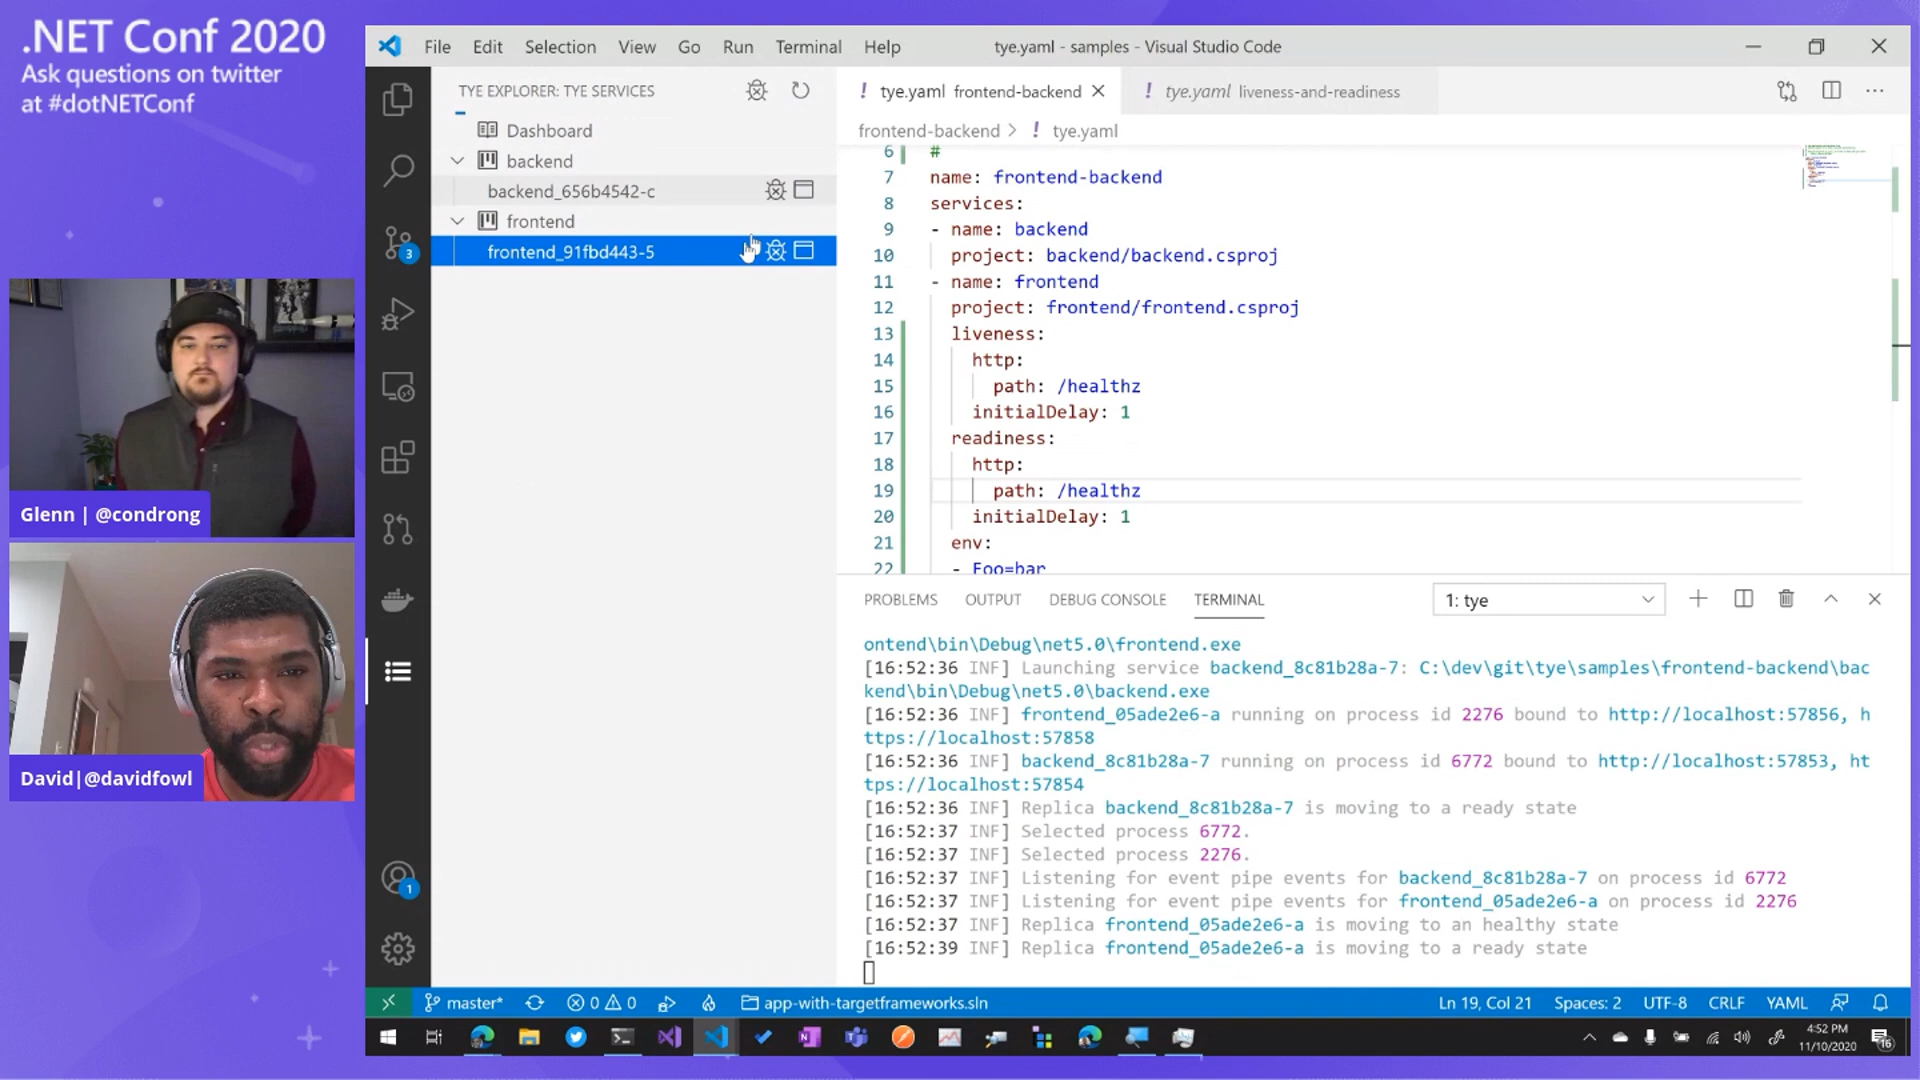 .NET Conf 2020
Ask questions on twitter
at #dotNETConf
Glenn | @condrong
David|@davidfowl
File Edit Selection View Go Run Terminal Help
tye.yaml - samples - Visual Studio Code
TYE EXPLORER: TYE SERVICES
Dashboard
backend
backend_656b4542-c
frontend
frontend_91fbd443-5
3
1
! tye.yaml frontend-backend
! tye.yaml liveness-and-readiness
frontend-backend > ! tye.yaml
6 #
7 name: frontend-backend
8 services:
9 - name: backend
10 project: backend/backend.csproj
11 - name: frontend
12 project: frontend/frontend.csproj
13 liveness:
14 http:
15 path: /healthz
16 initialDelay: 1
17 readiness:
18 http:
19 path: /healthz
20 initialDelay: 1
21 env:
22 - Foo=bar
PROBLEMS OUTPUT DEBUG CONSOLE TERMINAL
1: tye
ontend\bin\Debug\net5.0\frontend.exe
[16:52:36 INF] Launching service backend_8c81b28a-7: C:\dev\git\tye\samples\frontend-backend\bac
kend\bin\Debug\net5.0\backend.exe
[16:52:36 INF] frontend_05ade2e6-a running on process id 2276 bound to http://localhost:57856, h
ttps://localhost:57858
[16:52:36 INF] backend_8c81b28a-7 running on process id 6772 bound to http://localhost:57853, ht
tps://localhost:57854
[16:52:36 INF] Replica backend_8c81b28a-7 is moving to a ready state
[16:52:37 INF] Selected process 6772.
[16:52:37 INF] Selected process 2276.
[16:52:37 INF] Listening for event pipe events for backend_8c81b28a-7 on process id 6772
[16:52:37 INF] Listening for event pipe events for frontend_05ade2e6-a on process id 2276
[16:52:37 INF] Replica frontend_05ade2e6-a is moving to an healthy state
[16:52:39 INF] Replica frontend_05ade2e6-a is moving to a ready state
master* 0 0 app-with-targetframeworks.sln
Ln 19, Col 21 Spaces: 2 UTF-8 CRLF YAML
4:52 PM
11/10/2020
16